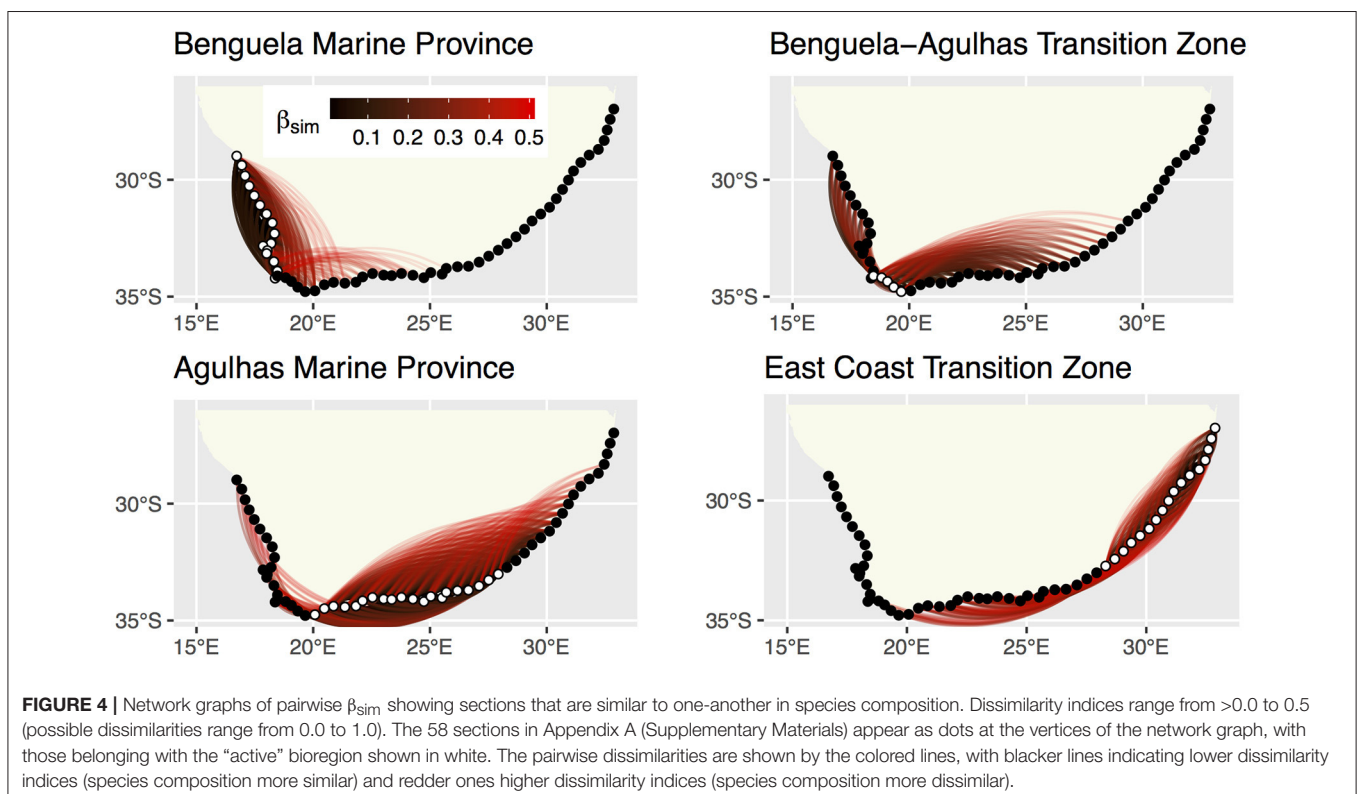 Benguela Marine Province
Benguela–Agulhas Transition Zone
βsim
0.1 0.2 0.3 0.4 0.5
30°S
35°S
15°E 20°E 25°E 30°E
30°S
35°S
15°E 20°E 25°E 30°E
Agulhas Marine Province
East Coast Transition Zone
30°S
35°S
15°E 20°E 25°E 30°E
30°S
35°S
15°E 20°E 25°E 30°E
FIGURE 4 | Network graphs of pairwise βsim showing sections that are similar to one-another in species composition. Dissimilarity indices range from >0.0 to 0.5
(possible dissimilarities range from 0.0 to 1.0). The 58 sections in Appendix A (Supplementary Materials) appear as dots at the vertices of the network graph, with
those belonging with the “active” bioregion shown in white. The pairwise dissimilarities are shown by the colored lines, with blacker lines indicating lower dissimilarity
indices (species composition more similar) and redder ones higher dissimilarity indices (species composition more dissimilar).